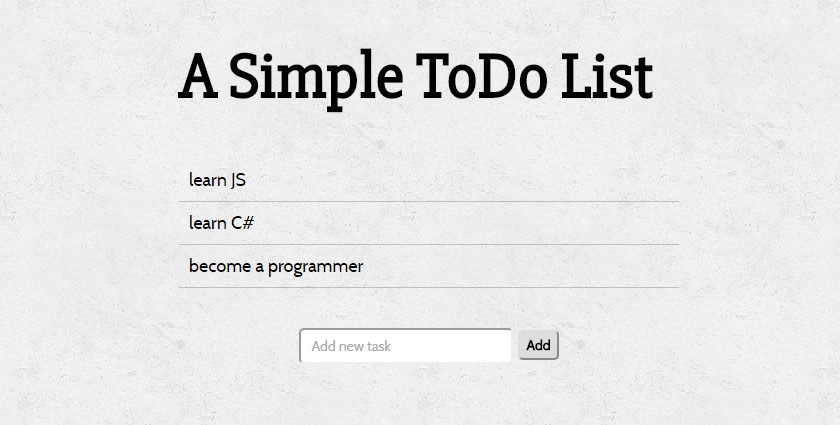 A Simple ToDo List
learn JS
learn C#
become a programmer
Add new task
Add